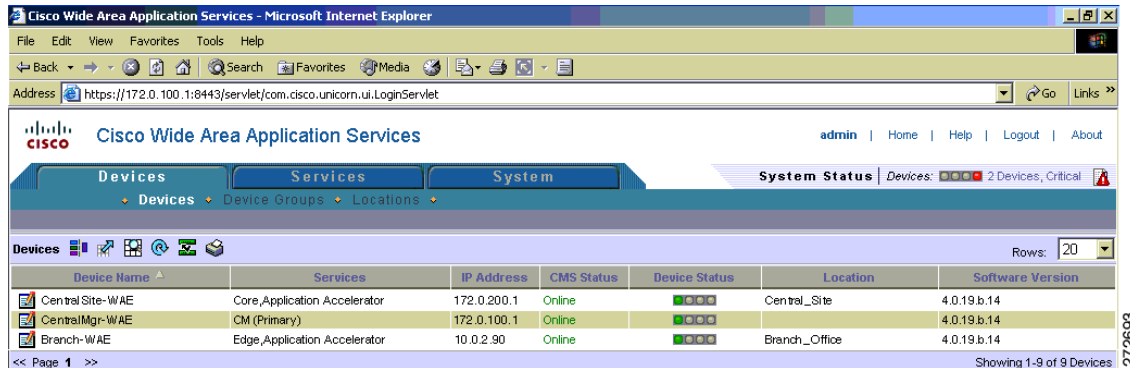 Cisco Wide Area Application Services - Microsoft Internet Explorer
File Edit View Favorites Tools Help
Back Search Favorites Media
Address https://172.0.100.1:8443/servlet/com.cisco.unicorn.ui.LoginServlet Go Links »
CISCO Cisco Wide Area Application Services admin | Home | Help | Logout | About
Devices Services System System Status | Devices: 2 Devices, Critical
Devices Device Groups Locations
Devices Rows: 20
Device Name Services IP Address CMS Status Device Status Location Software Version
Central Site-WAE Core,Application Accelerator 172.0.200.1 Online Central_Site 4.0.19.b.14
CentralMgr-WAE CM (Primary) 172.0.100.1 Online 4.0.19.b.14
Branch-WAE Edge,Application Accelerator 10.0.2.90 Online Branch_Office 4.0.19.b.14
<< Page 1 >> Showing 1-9 of 9 Devices
272693